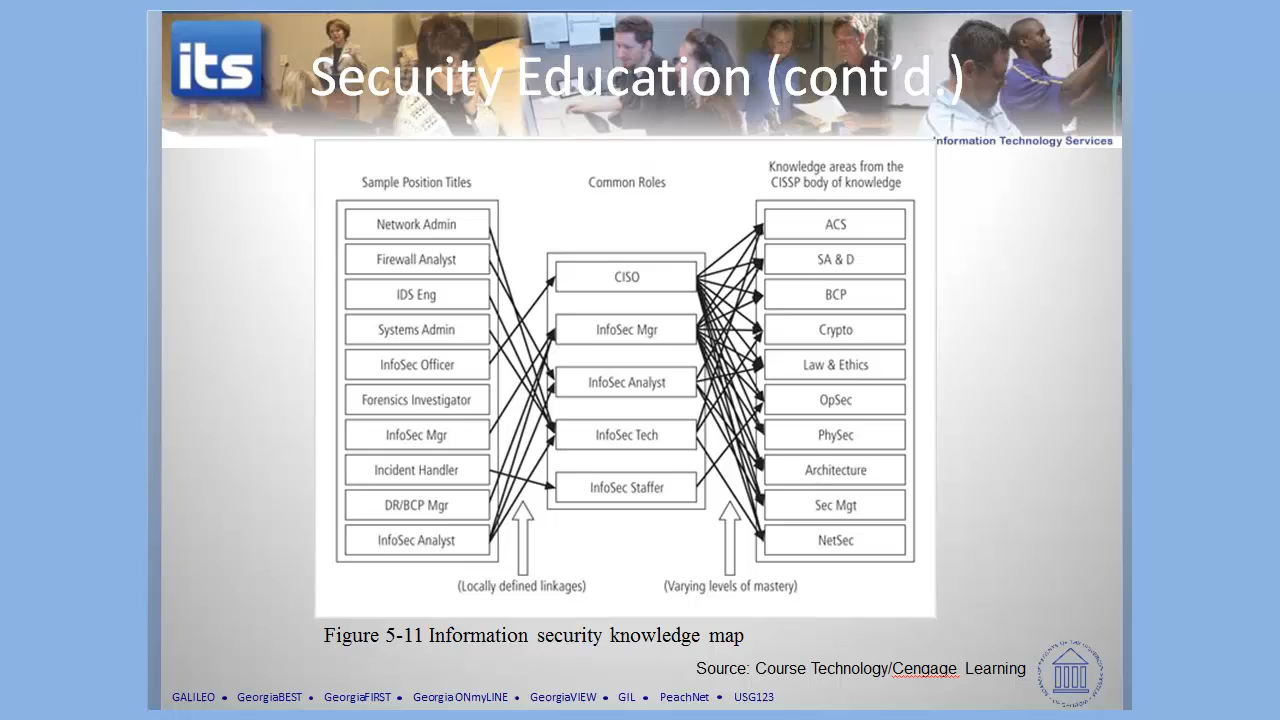 its
Security Education (cont’d.)
Information Technology Services
Sample Position Titles
Network Admin
Firewall Analyst
IDS Eng
Systems Admin
InfoSec Officer
Forensics Investigator
InfoSec Mgr
Incident Handler
DR/BCP Mgr
InfoSec Analyst
Common Roles
CISO
InfoSec Mgr
InfoSec Analyst
InfoSec Tech
InfoSec Staffer
Knowledge areas from the
CISSP body of knowledge
ACS
SA & D
BCP
Crypto
Law & Ethics
OpSec
PhySec
Architecture
Sec Mgt
NetSec
(Locally defined linkages)
(Varying levels of mastery)
Figure 5-11 Information security knowledge map
Source: Course Technology/Cengage Learning
GALILEO • GeorgiaBEST • GeorgiaFIRST • GeorgiaONmyLINE • GeorgiaVIEW • GIL • PeachNet • USG123